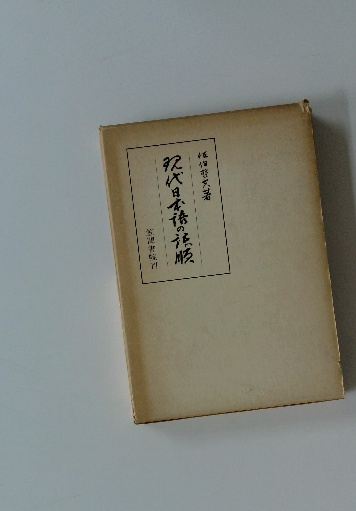 佐伯哲夫著
現代日本語の語順
笠間書院刊